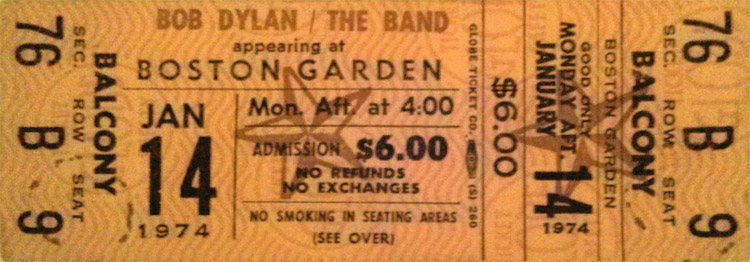 76 B 9
SEC. ROW SEAT
BALCONY
BOB DYLAN / THE BAND
appearing at
BOSTON GARDEN
JAN
14
1974
Mon. Aft. at 4:00
ADMISSION $6.00
NO REFUNDS
NO EXCHANGES
NO SMOKING IN SEATING AREAS
(SEE OVER)
GLOBE TICKET CO. (S) 260
$6.00
MONDAY AFT.
JANUARY 14
1974
GOOD ONLY
BOSTON GARDEN
BALCONY
SEC. ROW SEAT
76 B 9